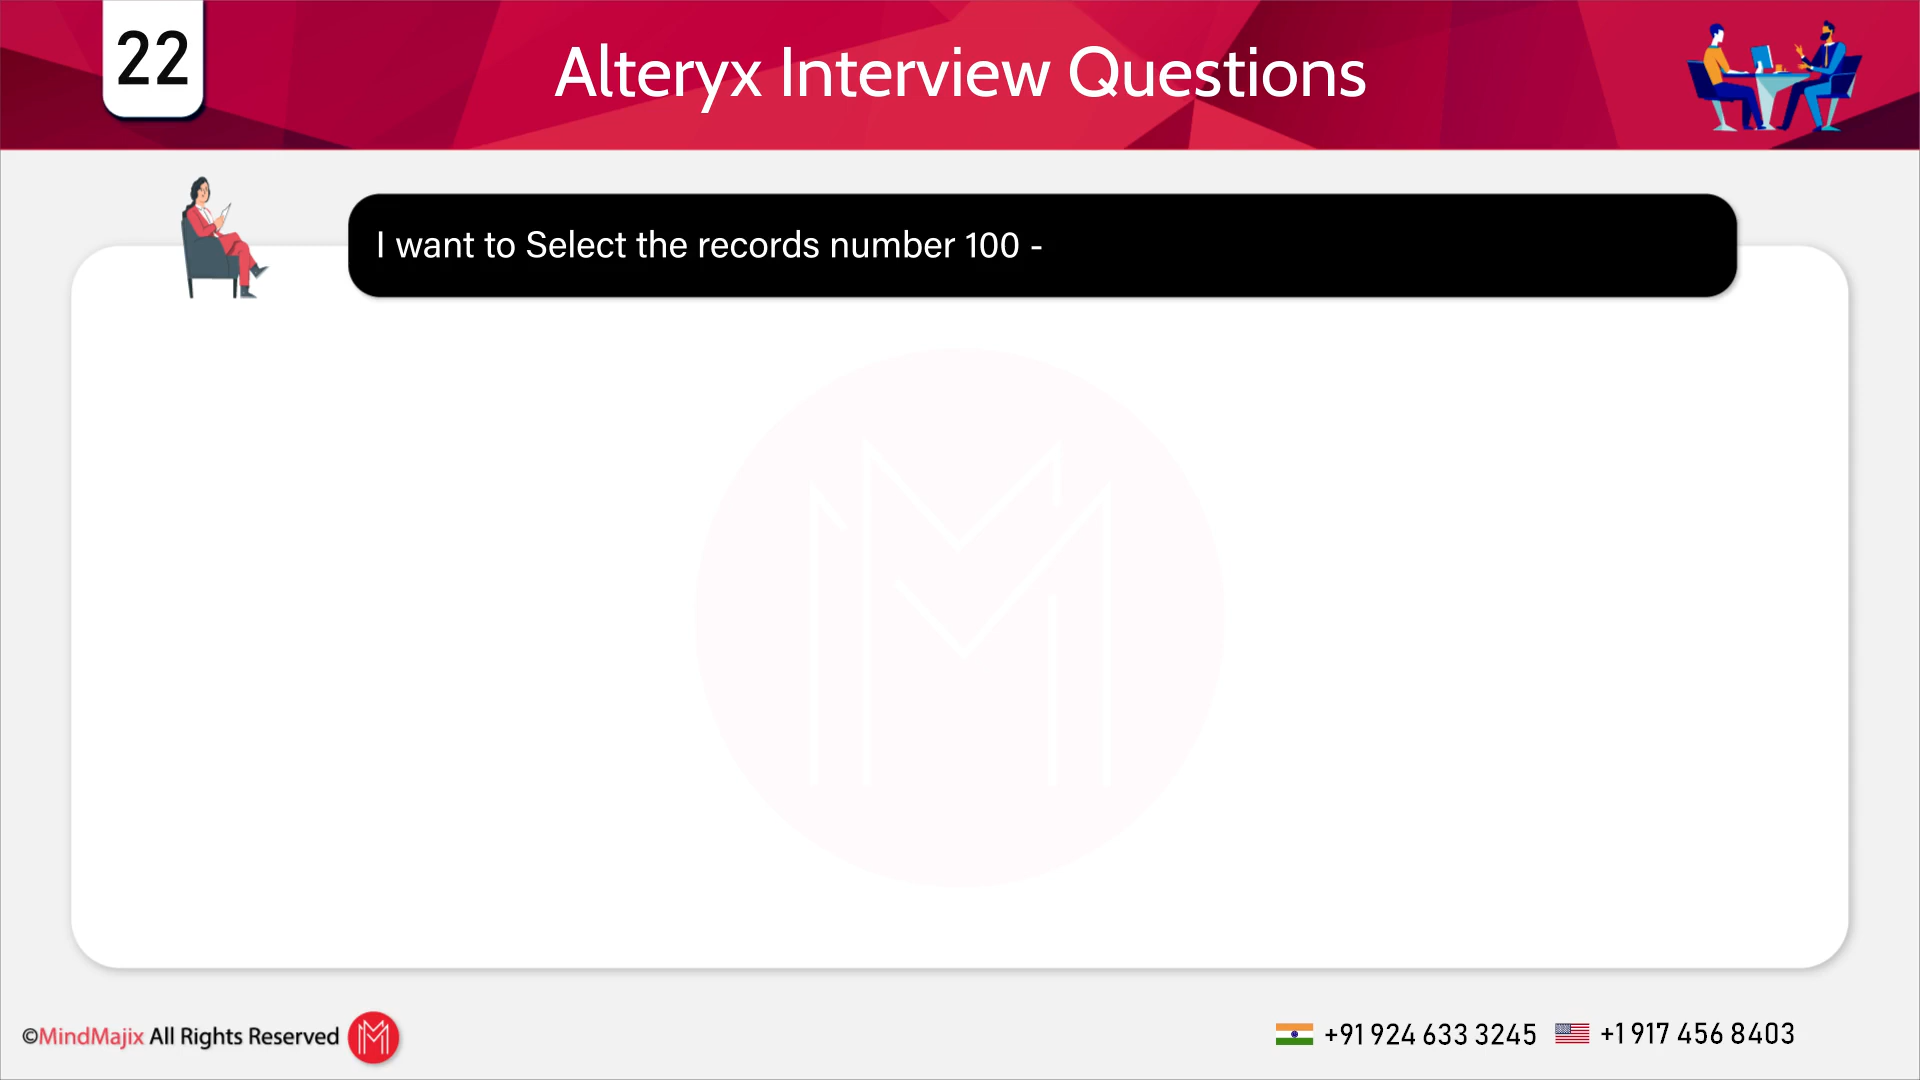 22
Alteryx Interview Questions
I want to Select the records number 100 -
©MindMajix All Rights Reserved
+91 924 633 3245
+1 917 456 8403